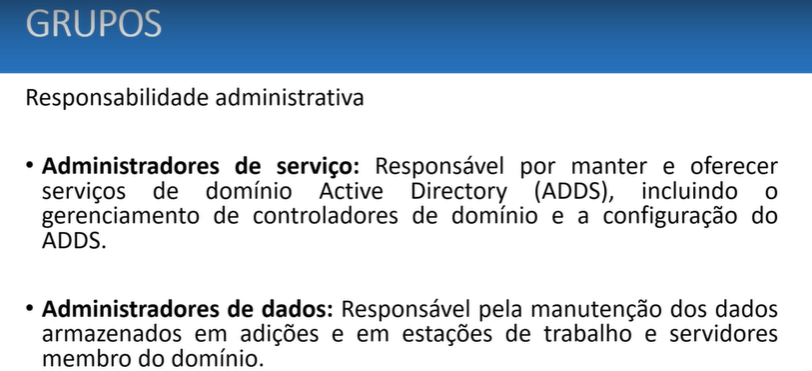 GRUPOS
Responsabilidade administrativa
• Administradores de serviço: Responsável por manter e oferecer
serviços de domínio Active Directory (ADDS), incluindo o
gerenciamento de controladores de domínio e a configuração do
ADDS.
• Administradores de dados: Responsável pela manutenção dos dados
armazenados em adições e em estações de trabalho e servidores
membro do domínio.